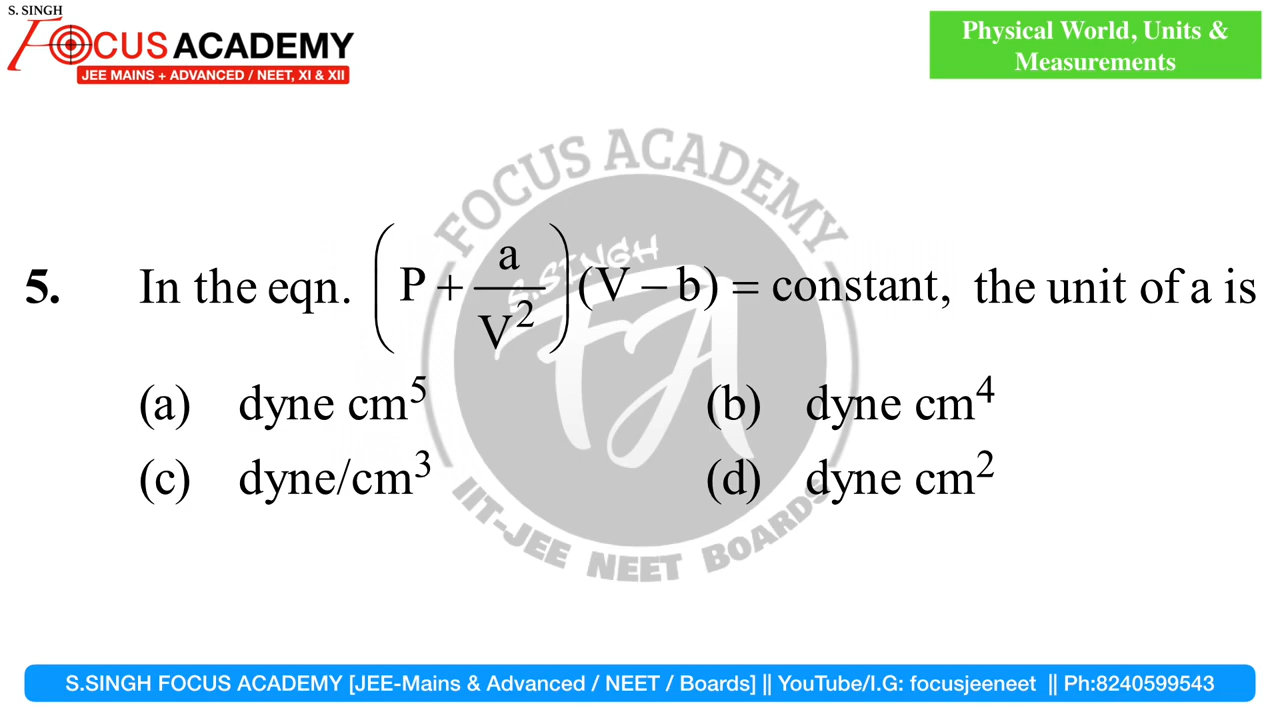 S. SINGH
FOCUS ACADEMY
JEE MAINS + ADVANCED / NEET, XI & XII
Physical World, Units &
Measurements
FOCUS ACADEMY
S.SINGH
FA
IIT-JEE NEET BOARDS
5. In the eqn. (P + a/V²)(V − b) = constant, the unit of a is
(a) dyne cm⁵ (b) dyne cm⁴
(c) dyne/cm³ (d) dyne cm²
S.SINGH FOCUS ACADEMY [JEE-Mains & Advanced / NEET / Boards] || YouTube/I.G: focusjeeneet || Ph:8240599543